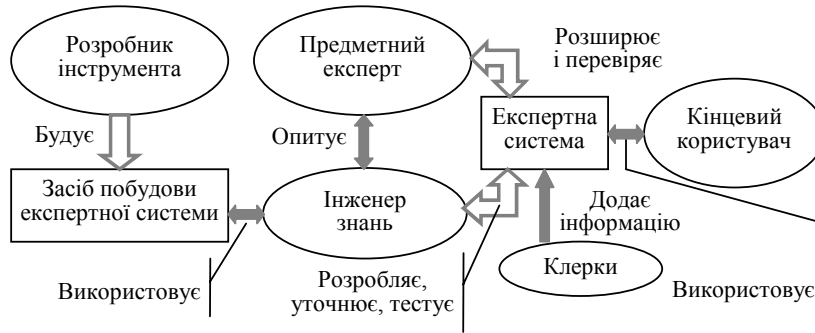 Розробник
інструмента
Предметний
експерт
Розширює
і перевіряє
Будує
Опитує
Експертна
система
Кінцевий
користувач
Засіб побудови
експертної системи
Інженер
знань
Додає
інформацію
Клерки
Використовує
Розробляє,
уточнює, тестує
Використовує